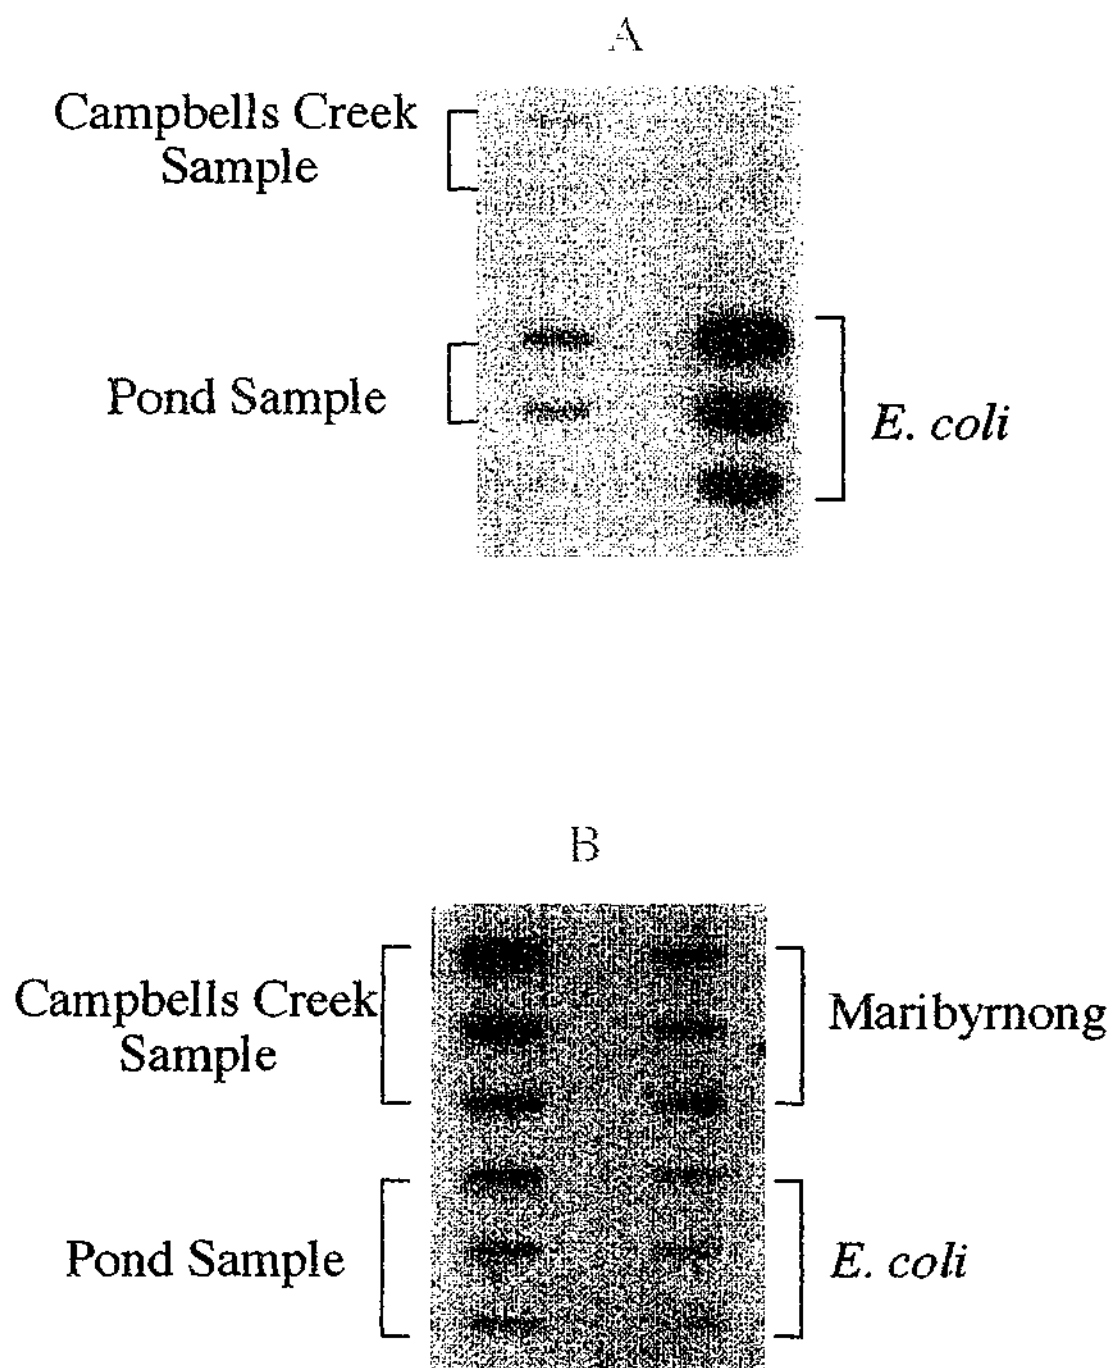 A
Campbells Creek
Sample
Pond Sample
E. coli
B
Campbells Creek
Sample
Maribyrnong
Pond Sample
E. coli